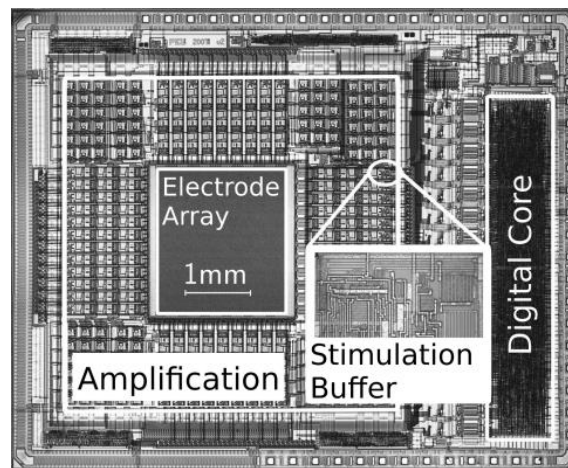 Electrode
Array
1mm
Digital Core
Stimulation
Buffer
Amplification